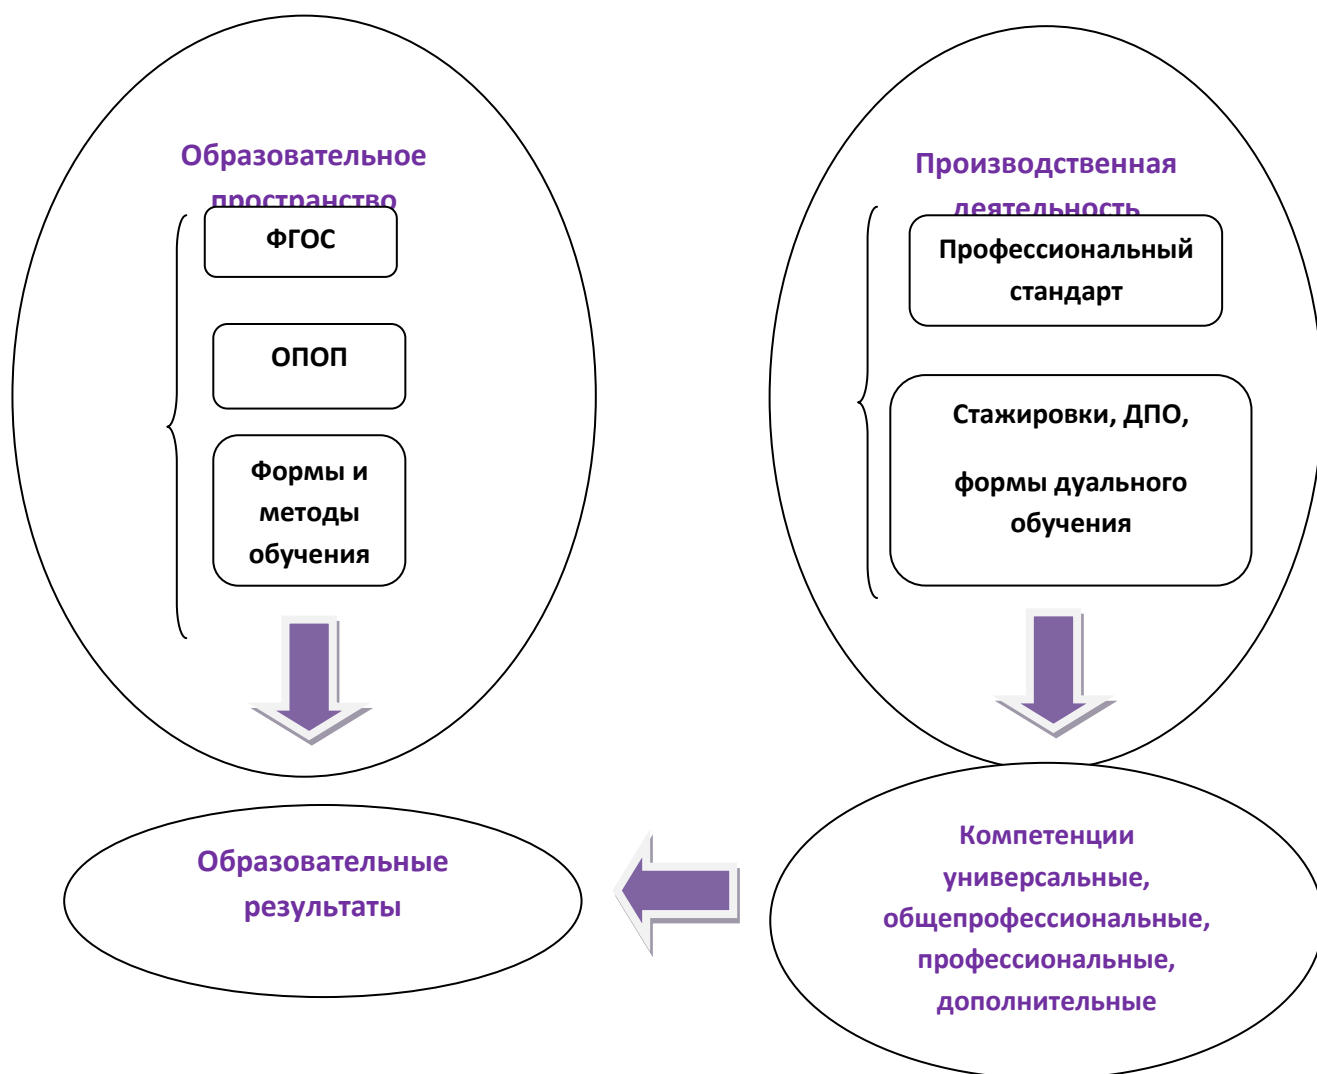 Образовательное
пространство
ФГОС
ОПОП
Формы и
методы
обучения
Производственная
деятельность
Профессиональный
стандарт
Стажировки, ДПО,
формы дуального
обучения
Образовательные
результаты
Компетенции
универсальные,
общепрофессиональные,
профессиональные,
дополнительные